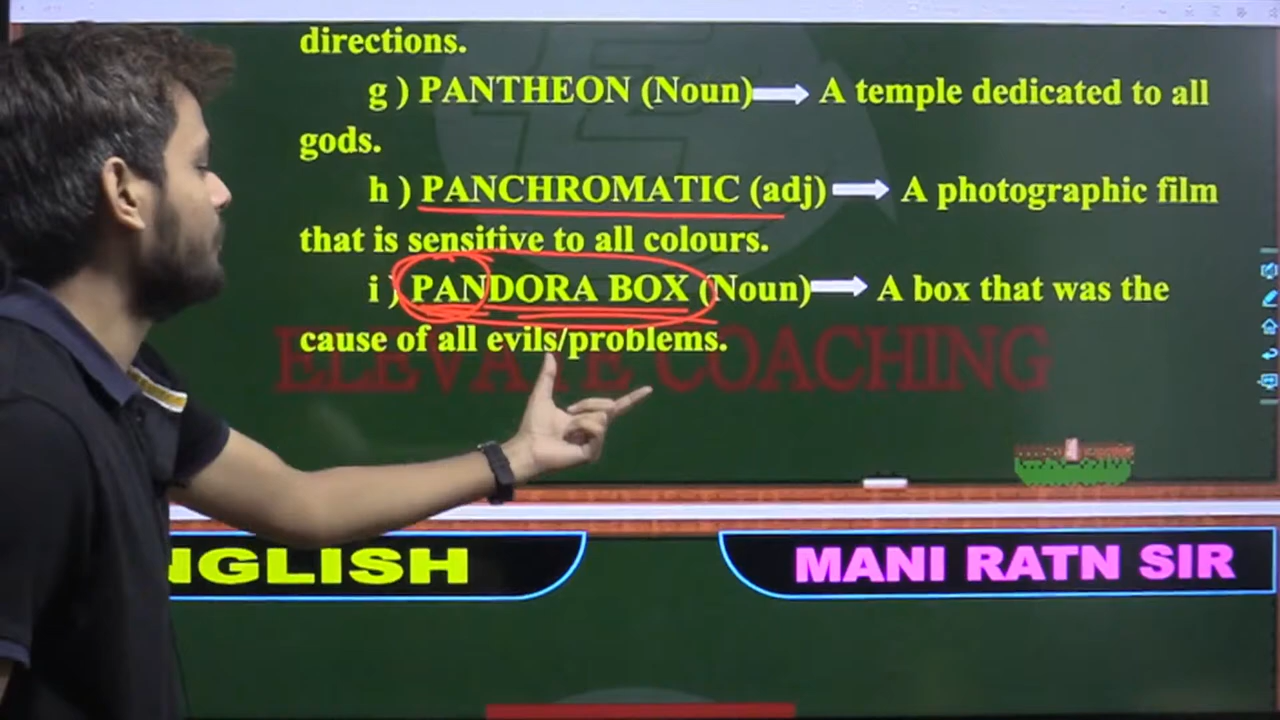 directions.
g ) PANTHEON (Noun) A temple dedicated to all
gods.
h ) PANCHROMATIC (adj) A photographic film
that is sensitive to all colours.
i ) PANDORA BOX (Noun) A box that was the
cause of all evils/problems.
ELEVATE COACHING
NGLISH
MANI RATN SIR